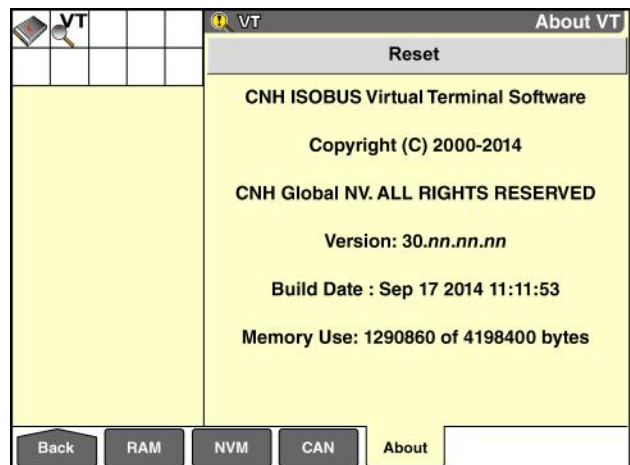 VT
VT
About VT
Reset
CNH ISOBUS Virtual Terminal Software
Copyright (C) 2000-2014
CNH Global NV. ALL RIGHTS RESERVED
Version: 30.nn.nn.nn
Build Date : Sep 17 2014 11:11:53
Memory Use: 1290860 of 4198400 bytes
Back
RAM
NVM
CAN
About